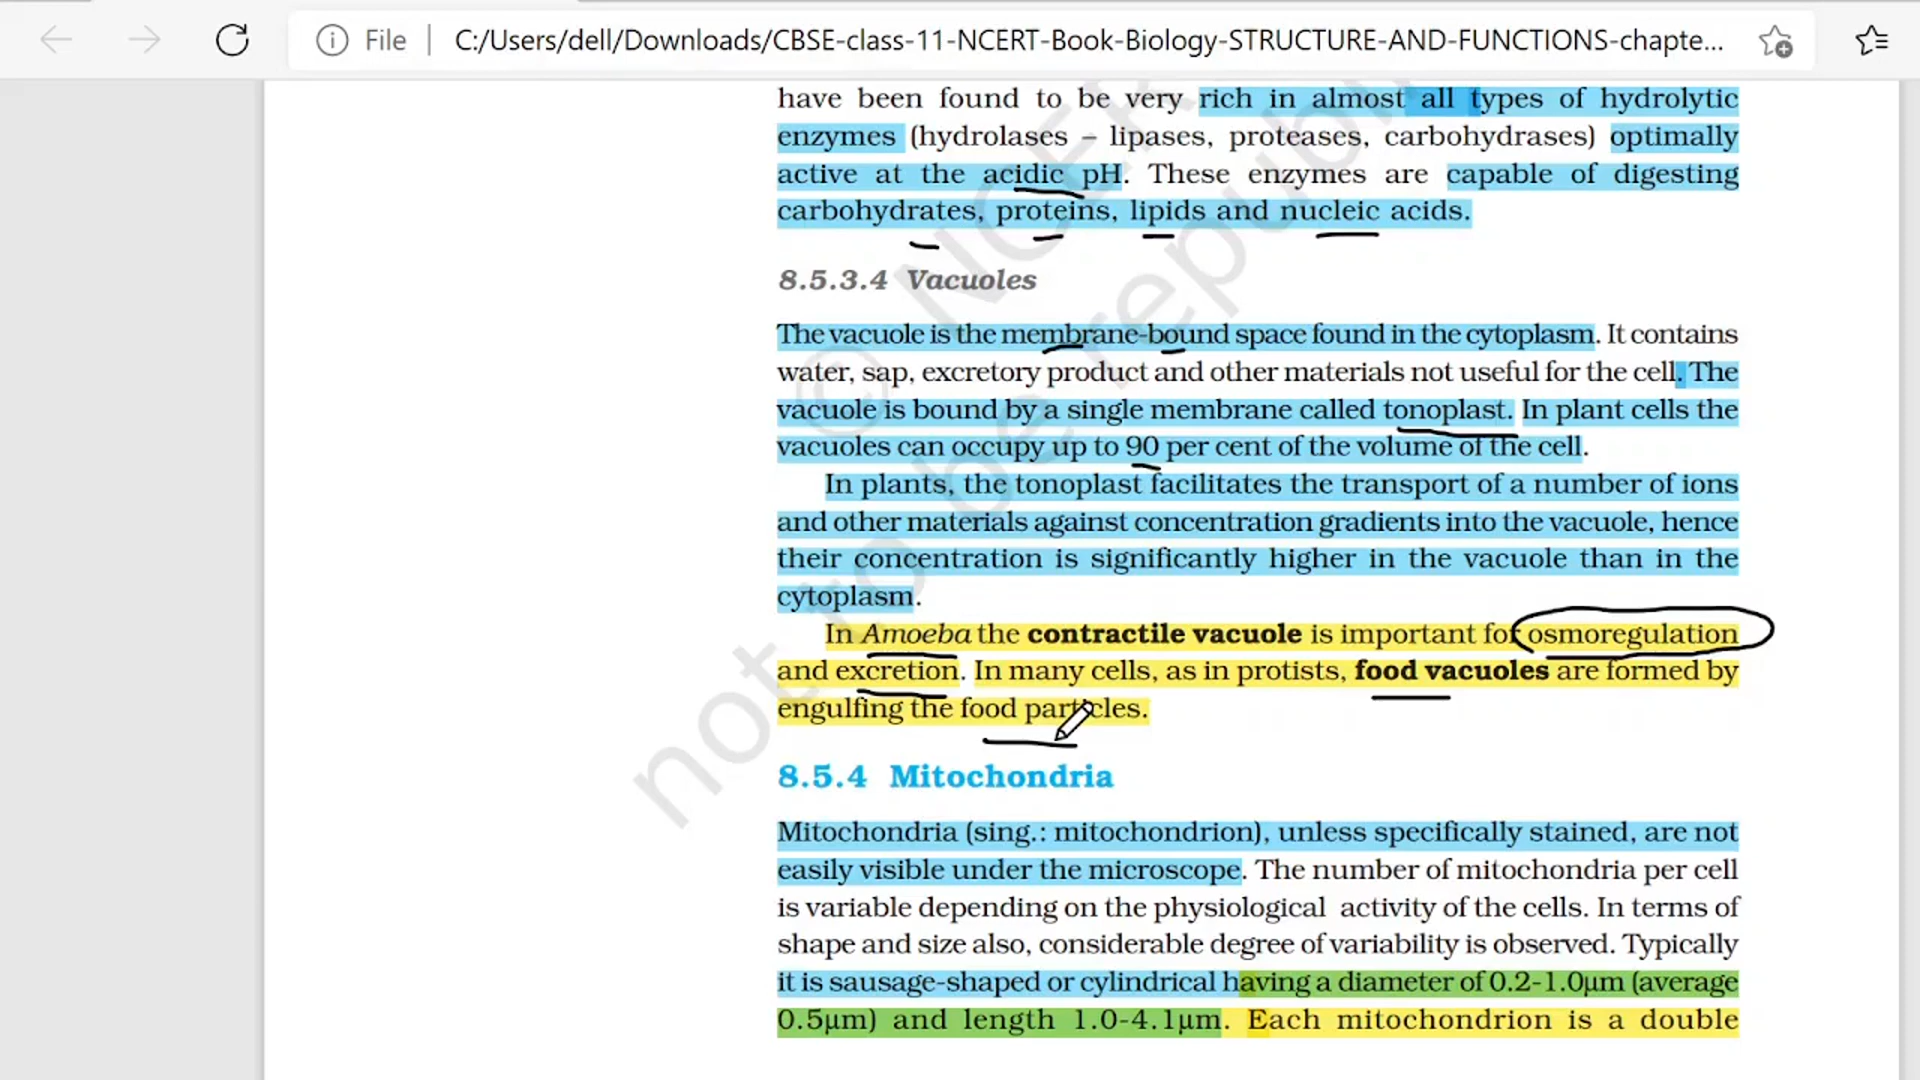 File
C:/Users/dell/Downloads/CBSE-class-11-NCERT-Book-Biology-STRUCTURE-AND-FUNCTIONS-chapte...
have been found to be very rich in almost all types of hydrolytic
enzymes (hydrolases – lipases, proteases, carbohydrases) optimally
active at the acidic pH. These enzymes are capable of digesting
carbohydrates, proteins, lipids and nucleic acids.
8.5.3.4 Vacuoles
The vacuole is the membrane-bound space found in the cytoplasm. It contains
water, sap, excretory product and other materials not useful for the cell. The
vacuole is bound by a single membrane called tonoplast. In plant cells the
vacuoles can occupy up to 90 per cent of the volume of the cell.
In plants, the tonoplast facilitates the transport of a number of ions
and other materials against concentration gradients into the vacuole, hence
their concentration is significantly higher in the vacuole than in the
cytoplasm.
In Amoeba the contractile vacuole is important for osmoregulation
and excretion. In many cells, as in protists, food vacuoles are formed by
engulfing the food particles.
8.5.4 Mitochondria
Mitochondria (sing.: mitochondrion), unless specifically stained, are not
easily visible under the microscope. The number of mitochondria per cell
is variable depending on the physiological activity of the cells. In terms of
shape and size also, considerable degree of variability is observed. Typically
it is sausage-shaped or cylindrical having a diameter of 0.2-1.0μm (average
0.5μm) and length 1.0-4.1μm. Each mitochondrion is a double
© NCER
not to be republi